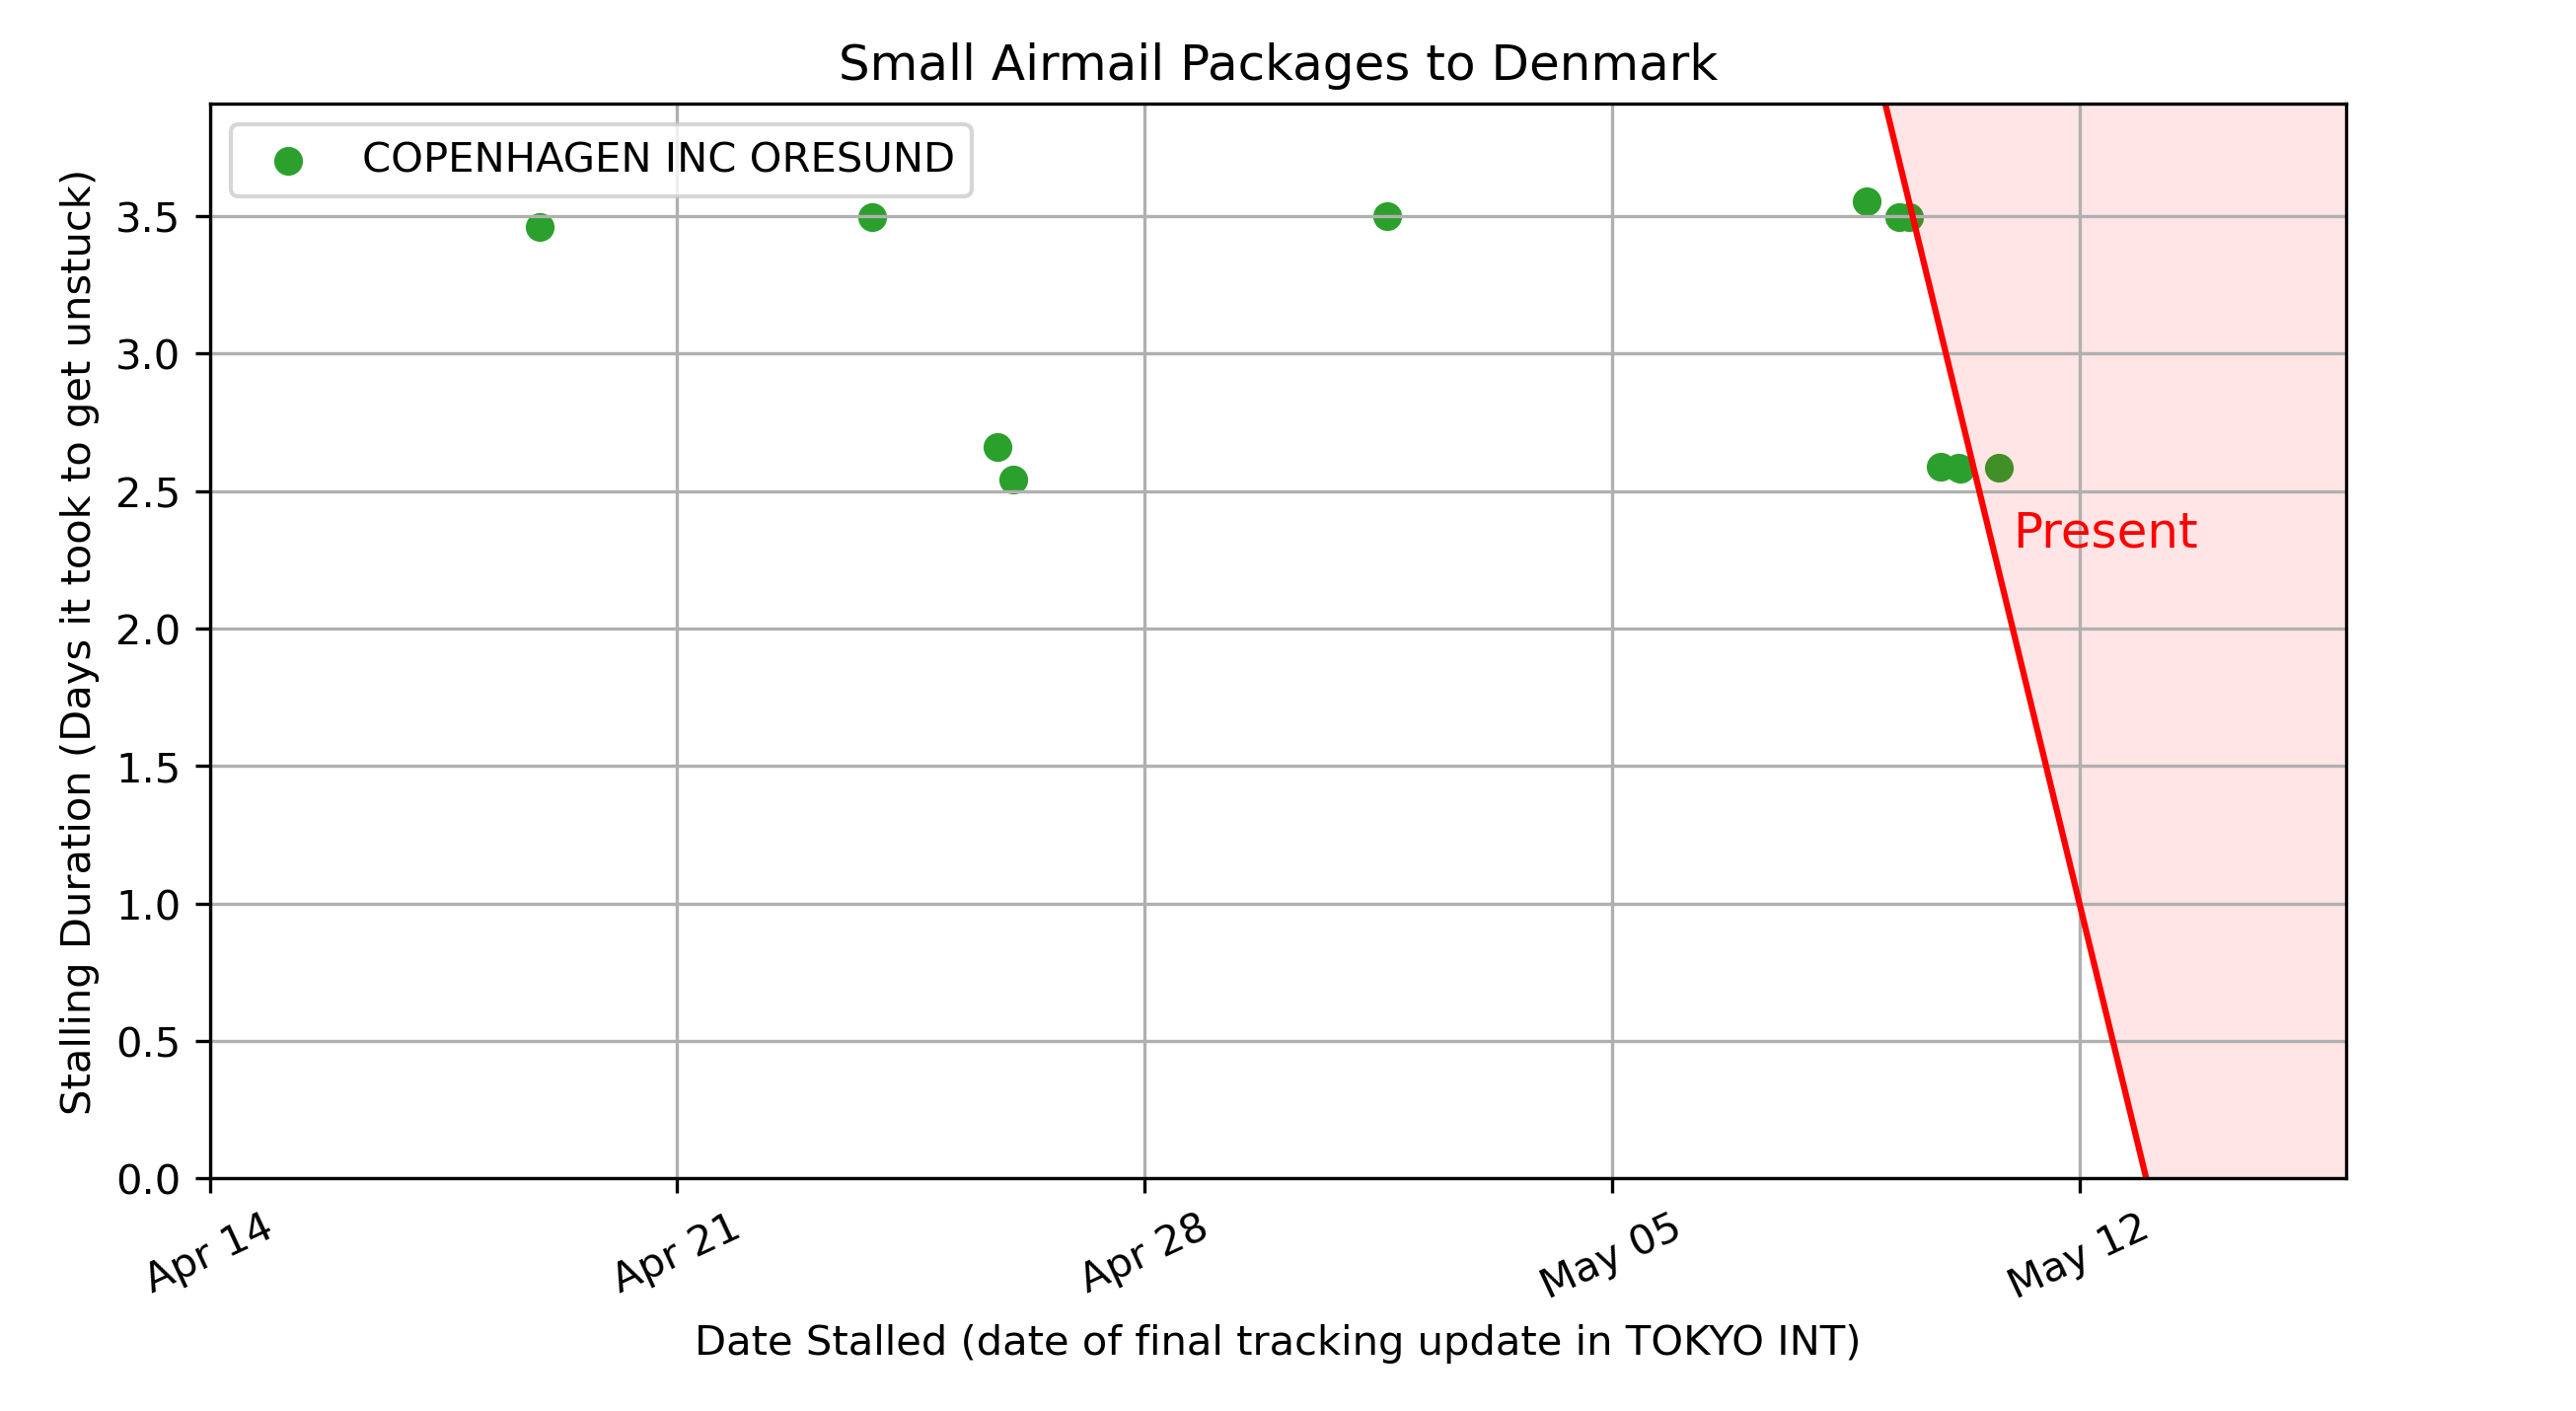 Small Airmail Packages to Denmark
COPENHAGEN INC ORESUND
Stalling Duration (Days it took to get unstuck)
3.5
3.0
2.5
2.0
1.5
1.0
0.5
0.0
Present
Apr 14
Apr 21
Apr 28
May 05
May 12
Date Stalled (date of final tracking update in TOKYO INT)